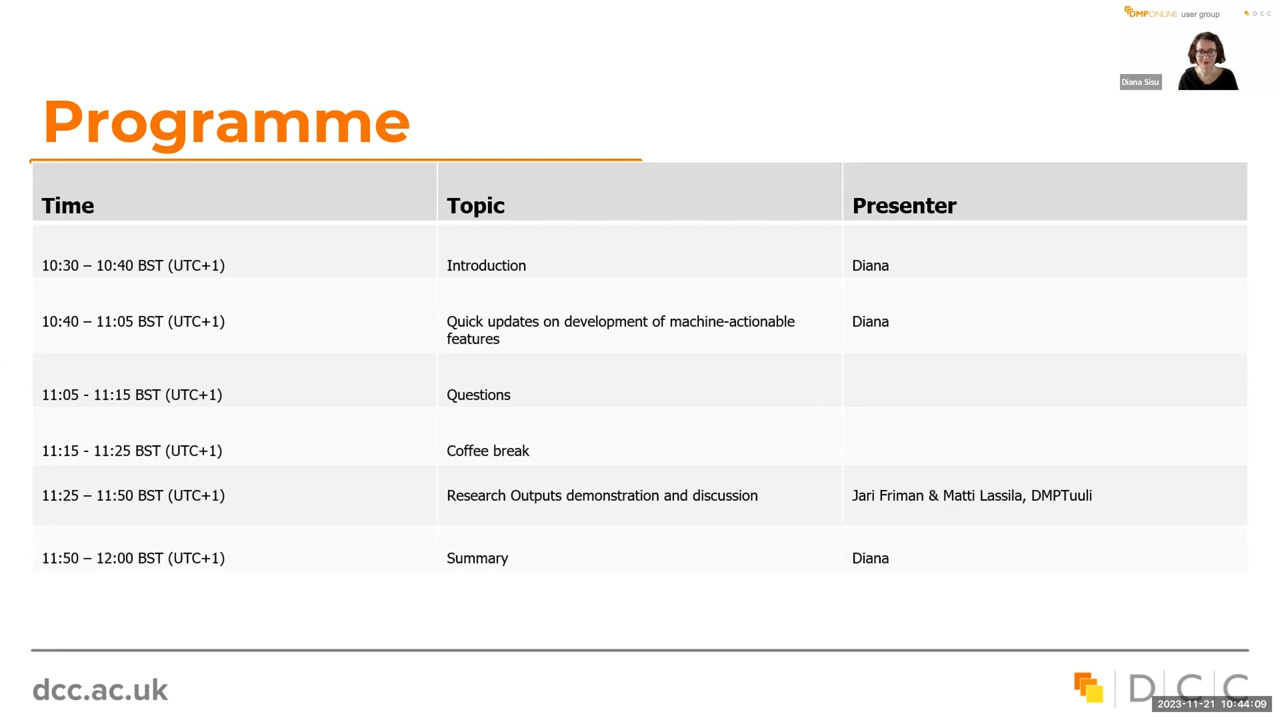 DMPONLINE user group
DCC
Diana Sisu
Programme
Time Topic Presenter
10:30 – 10:40 BST (UTC+1) Introduction Diana
10:40 – 11:05 BST (UTC+1) Quick updates on development of machine-actionable Diana
features
11:05 - 11:15 BST (UTC+1) Questions
11:15 - 11:25 BST (UTC+1) Coffee break
11:25 – 11:50 BST (UTC+1) Research Outputs demonstration and discussion Jari Friman & Matti Lassila, DMPTuuli
11:50 – 12:00 BST (UTC+1) Summary Diana
dcc.ac.uk
DCC
2023-11-21 10:44:09